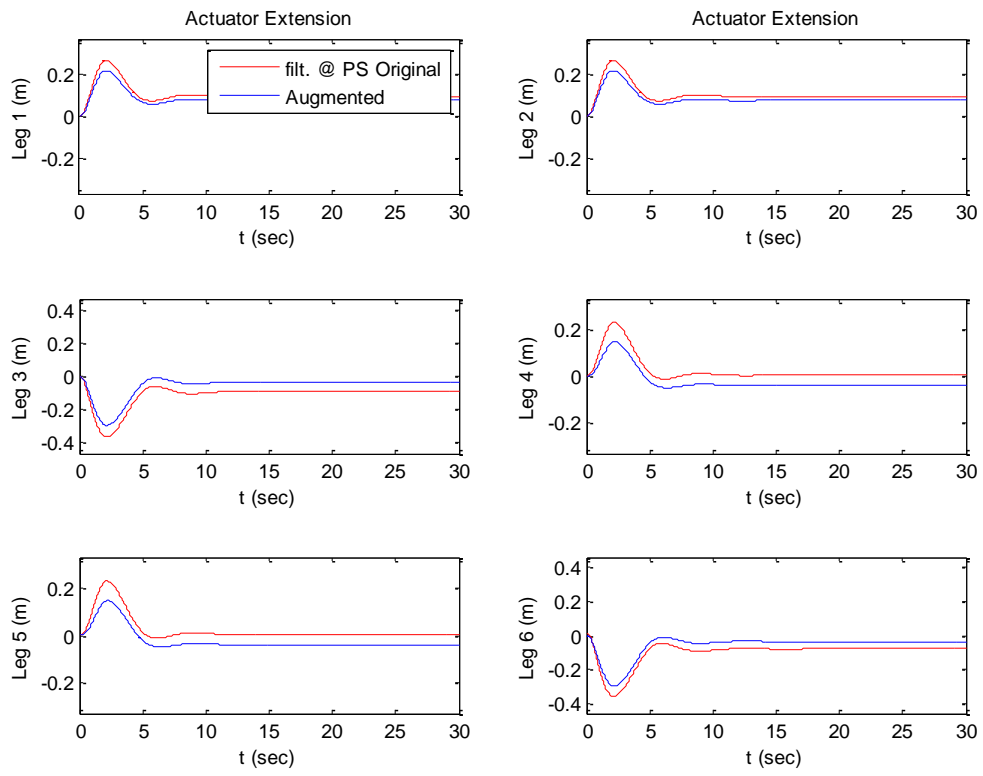 Actuator Extension
0.2
0
-0.2
Leg 1 (m)
filt. @ PS Original
Augmented
0 5 10 15 20 25 30
t (sec)
Actuator Extension
0.2
0
-0.2
Leg 2 (m)
0 5 10 15 20 25 30
t (sec)
0.4
0.2
0
-0.2
-0.4
Leg 3 (m)
0 5 10 15 20 25 30
t (sec)
0.2
0
-0.2
Leg 4 (m)
0 5 10 15 20 25 30
t (sec)
0.2
0
-0.2
Leg 5 (m)
0 5 10 15 20 25 30
t (sec)
0.4
0.2
0
-0.2
-0.4
Leg 6 (m)
0 5 10 15 20 25 30
t (sec)